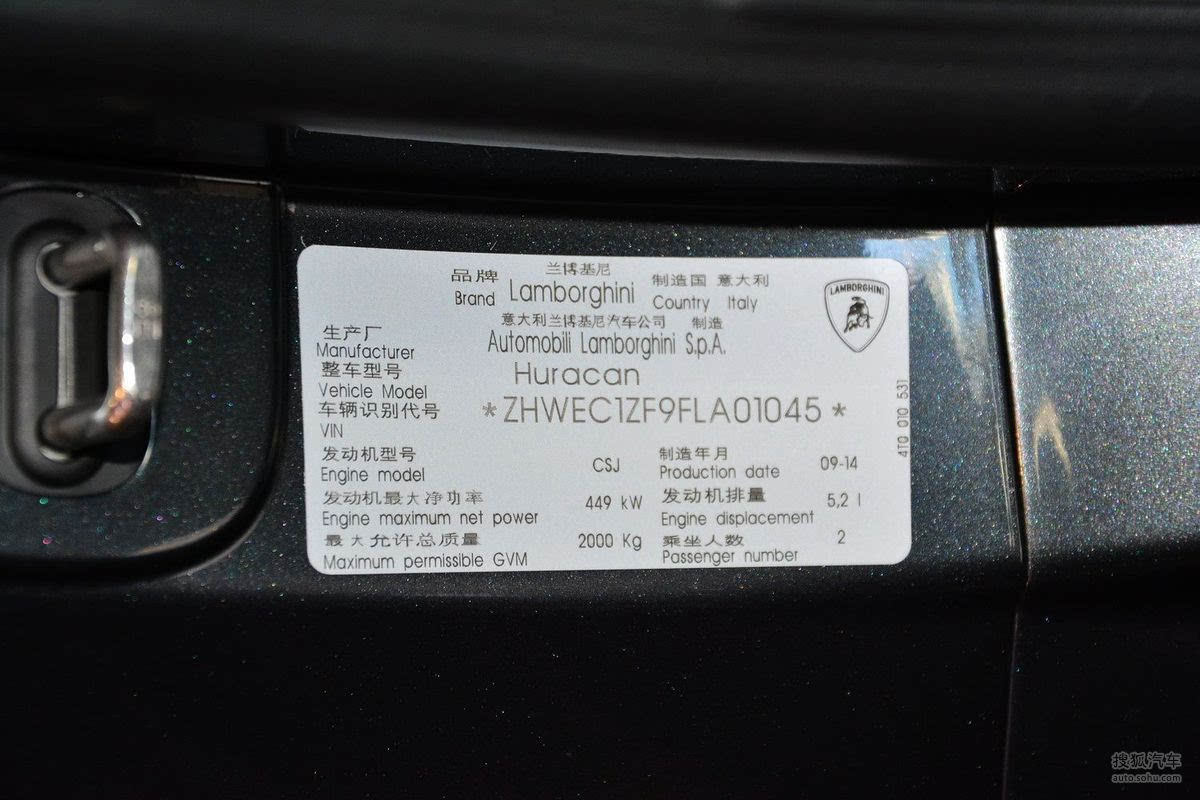 兰博基尼
品牌 制造国 意大利
Brand Lamborghini Country Italy
LAMBORGHINI
意大利兰博基尼汽车公司 制造
生产厂
Manufacturer Automobili Lamborghini S.p.A.
整车型号
Vehicle Model Huracan
车辆识别代号 *ZHWEC1ZF9FLA01045*
VIN
4T0 010 531
发动机型号 制造年月
Engine model CSJ Production date 09-14
发动机最大净功率 发动机排量
Engine maximum net power 449 kW Engine displacement 5,2 l
最大允许总质量 乘坐人数
Maximum permissible GVM 2000 Kg Passenger number 2
搜狐汽车
auto.sohu.com